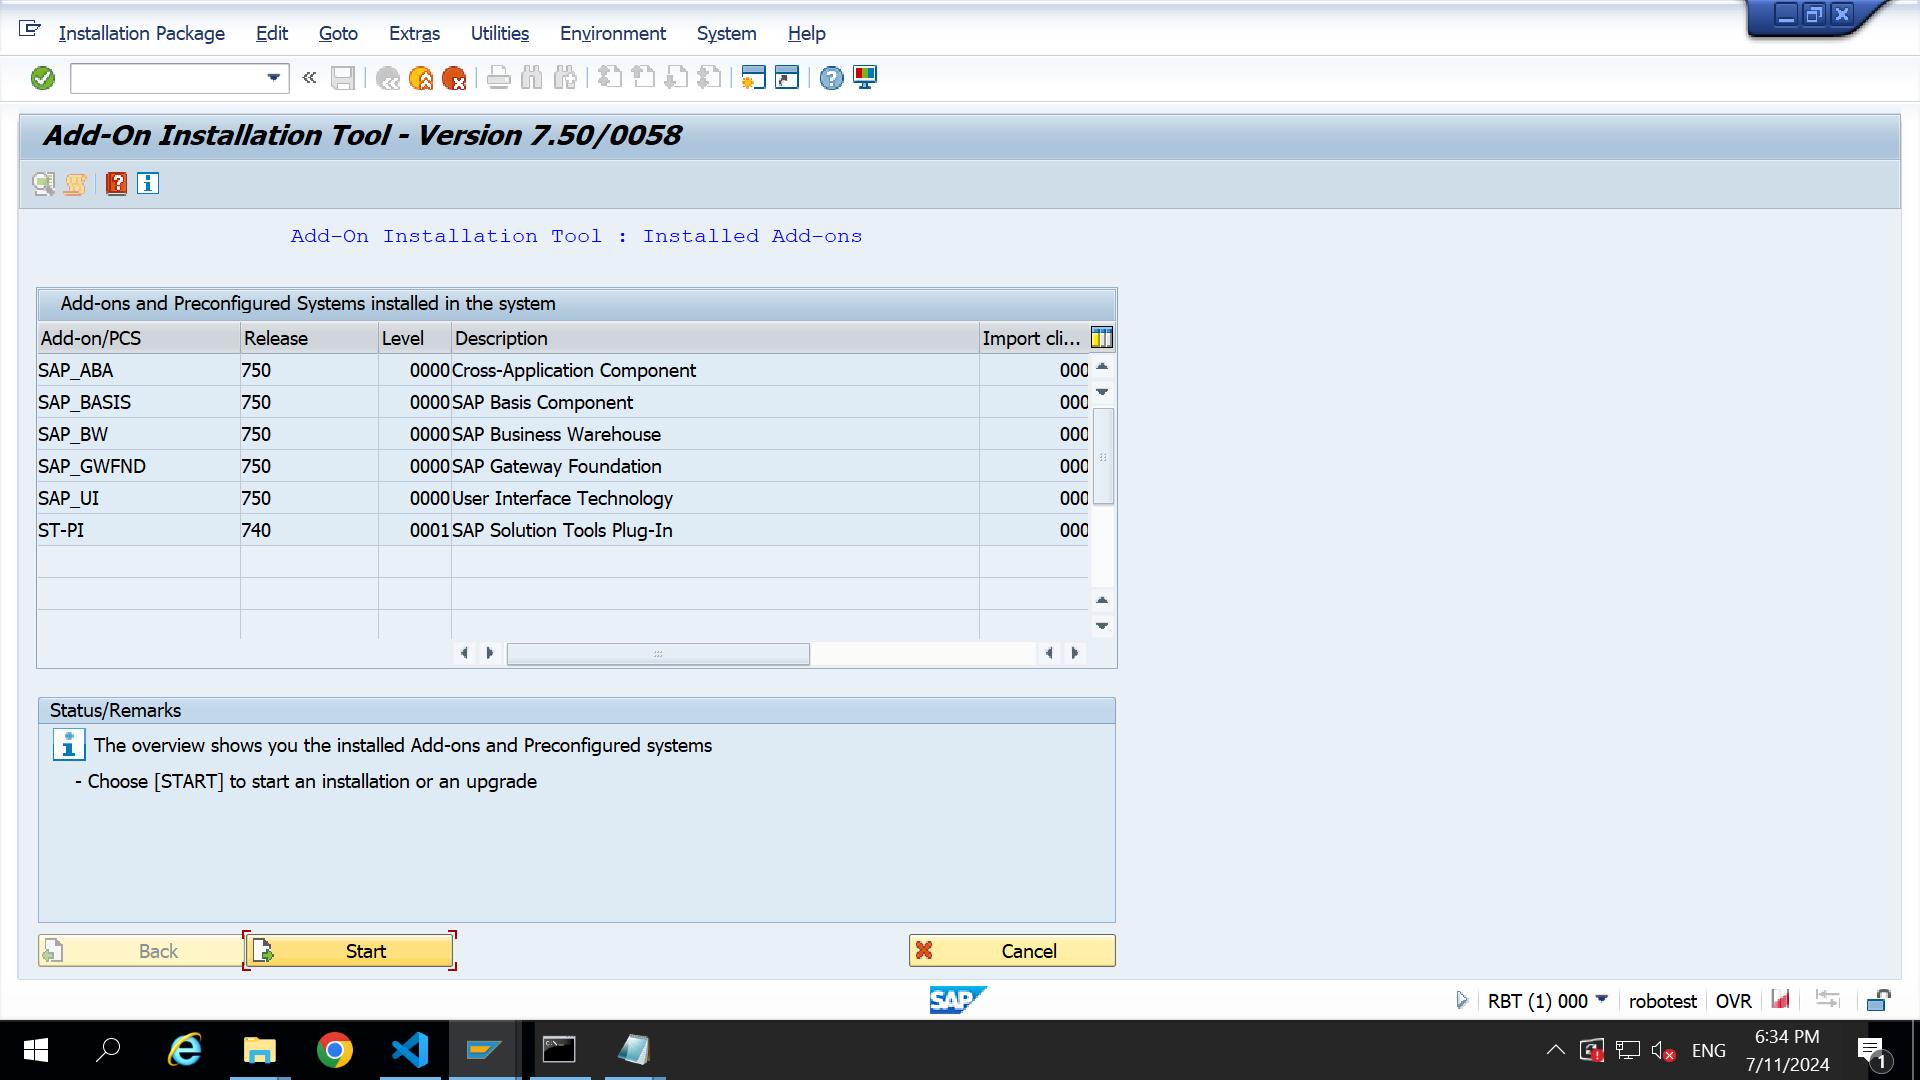 Installation Package Edit Goto Extras Utilities Environment System Help
Add-On Installation Tool - Version 7.50/0058
Add-On Installation Tool : Installed Add-ons
Add-ons and Preconfigured Systems installed in the system
Add-on/PCS Release Level Description Import cli...
SAP_ABA 750 0000 Cross-Application Component 000
SAP_BASIS 750 0000 SAP Basis Component 000
SAP_BW 750 0000 SAP Business Warehouse 000
SAP_GWFND 750 0000 SAP Gateway Foundation 000
SAP_UI 750 0000 User Interface Technology 000
ST-PI 740 0001 SAP Solution Tools Plug-In 000
Status/Remarks
The overview shows you the installed Add-ons and Preconfigured systems
- Choose [START] to start an installation or an upgrade
Back Start Cancel
SAP RBT (1) 000 robotest OVR
ENG 6:34 PM
7/11/2024 1